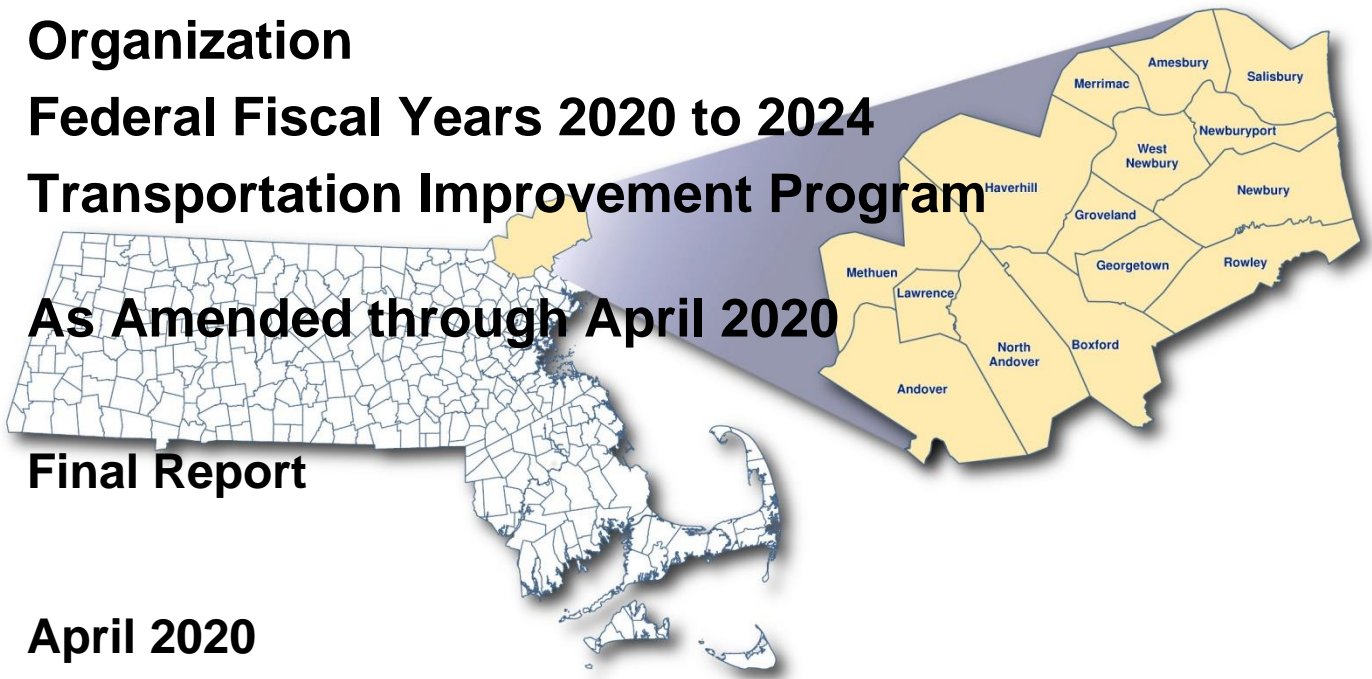 Organization
Federal Fiscal Years 2020 to 2024
Transportation Improvement Program
As Amended through April 2020
Final Report
April 2020
Amesbury
Salisbury
Merrimac
Newburyport
West
Newbury
Haverhill
Newbury
Groveland
Georgetown
Rowley
Methuen
Lawrence
North
Andover
Boxford
Andover